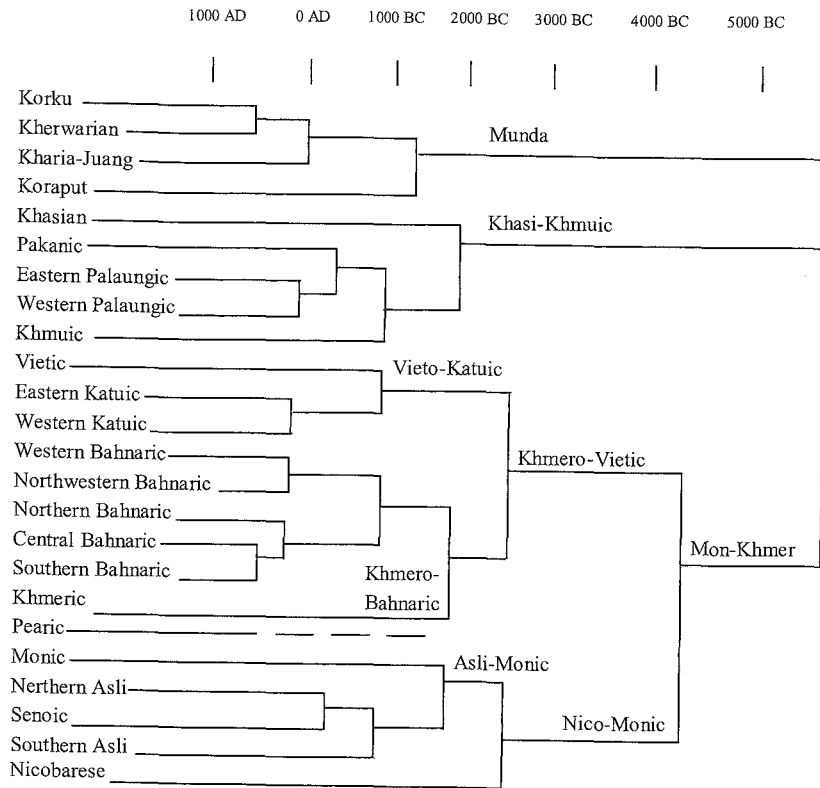 1000 AD 0 AD 1000 BC 2000 BC 3000 BC 4000 BC 5000 BC
Korku
Kherwarian
Munda
Kharia-Juang
Koraput
Khasian
Khasi-Khmuic
Pakanic
Eastern Palaungic
Western Palaungic
Khmuic
Vietic
Vieto-Katuic
Eastern Katuic
Western Katuic
Western Bahnaric
Khmero-Vietic
Northwestern Bahnaric
Northern Bahnaric
Central Bahnaric
Mon-Khmer
Southern Bahnaric
Khmero-
Bahnaric
Khmeric
Pearic
Monic
Asli-Monic
Nerthern Asli
Senoic
Nico-Monic
Southern Asli
Nicobarese